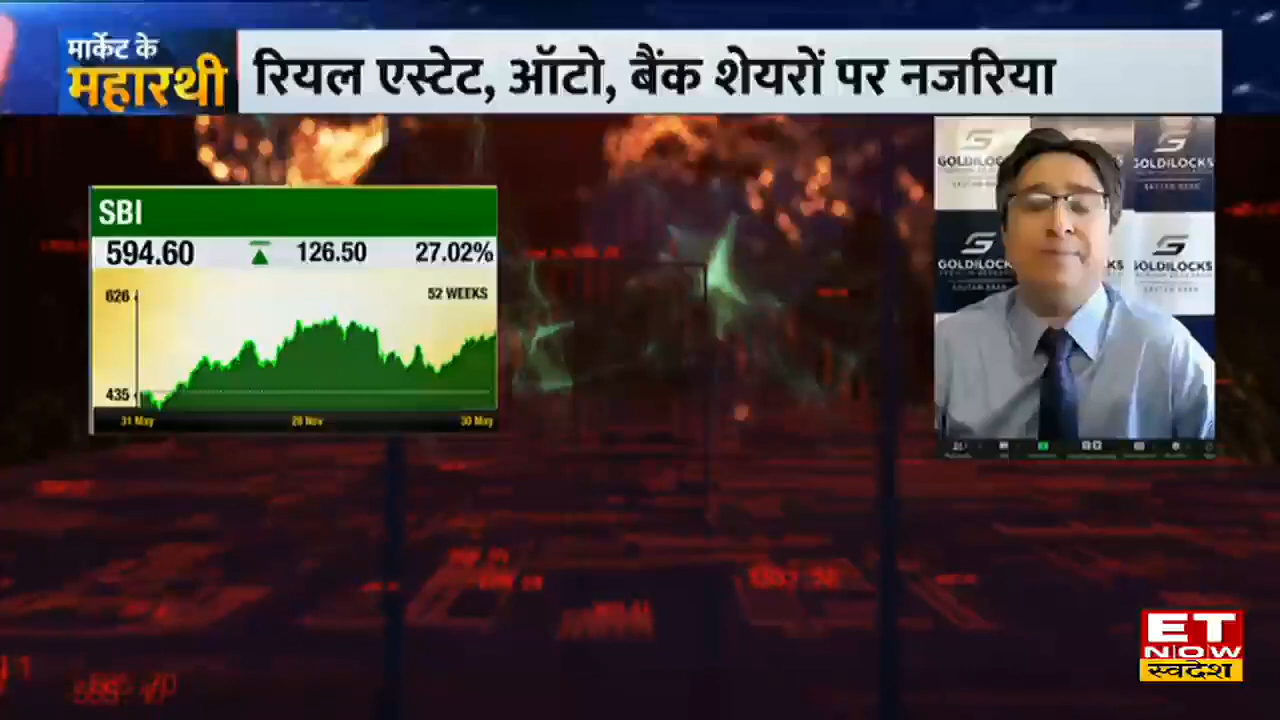 मार्केट के
महारथी
रियल एस्टेट, ऑटो, बैंक शेयरों पर नजरिया
SBI
594.60 126.50 27.02%
626
52 WEEKS
435
31 May 28 Nov 30 May
GOLDILOCKS
GOLDILOCKS
GOLDILOCKS
GOLDILOCKS
ET
NOW
स्वदेश